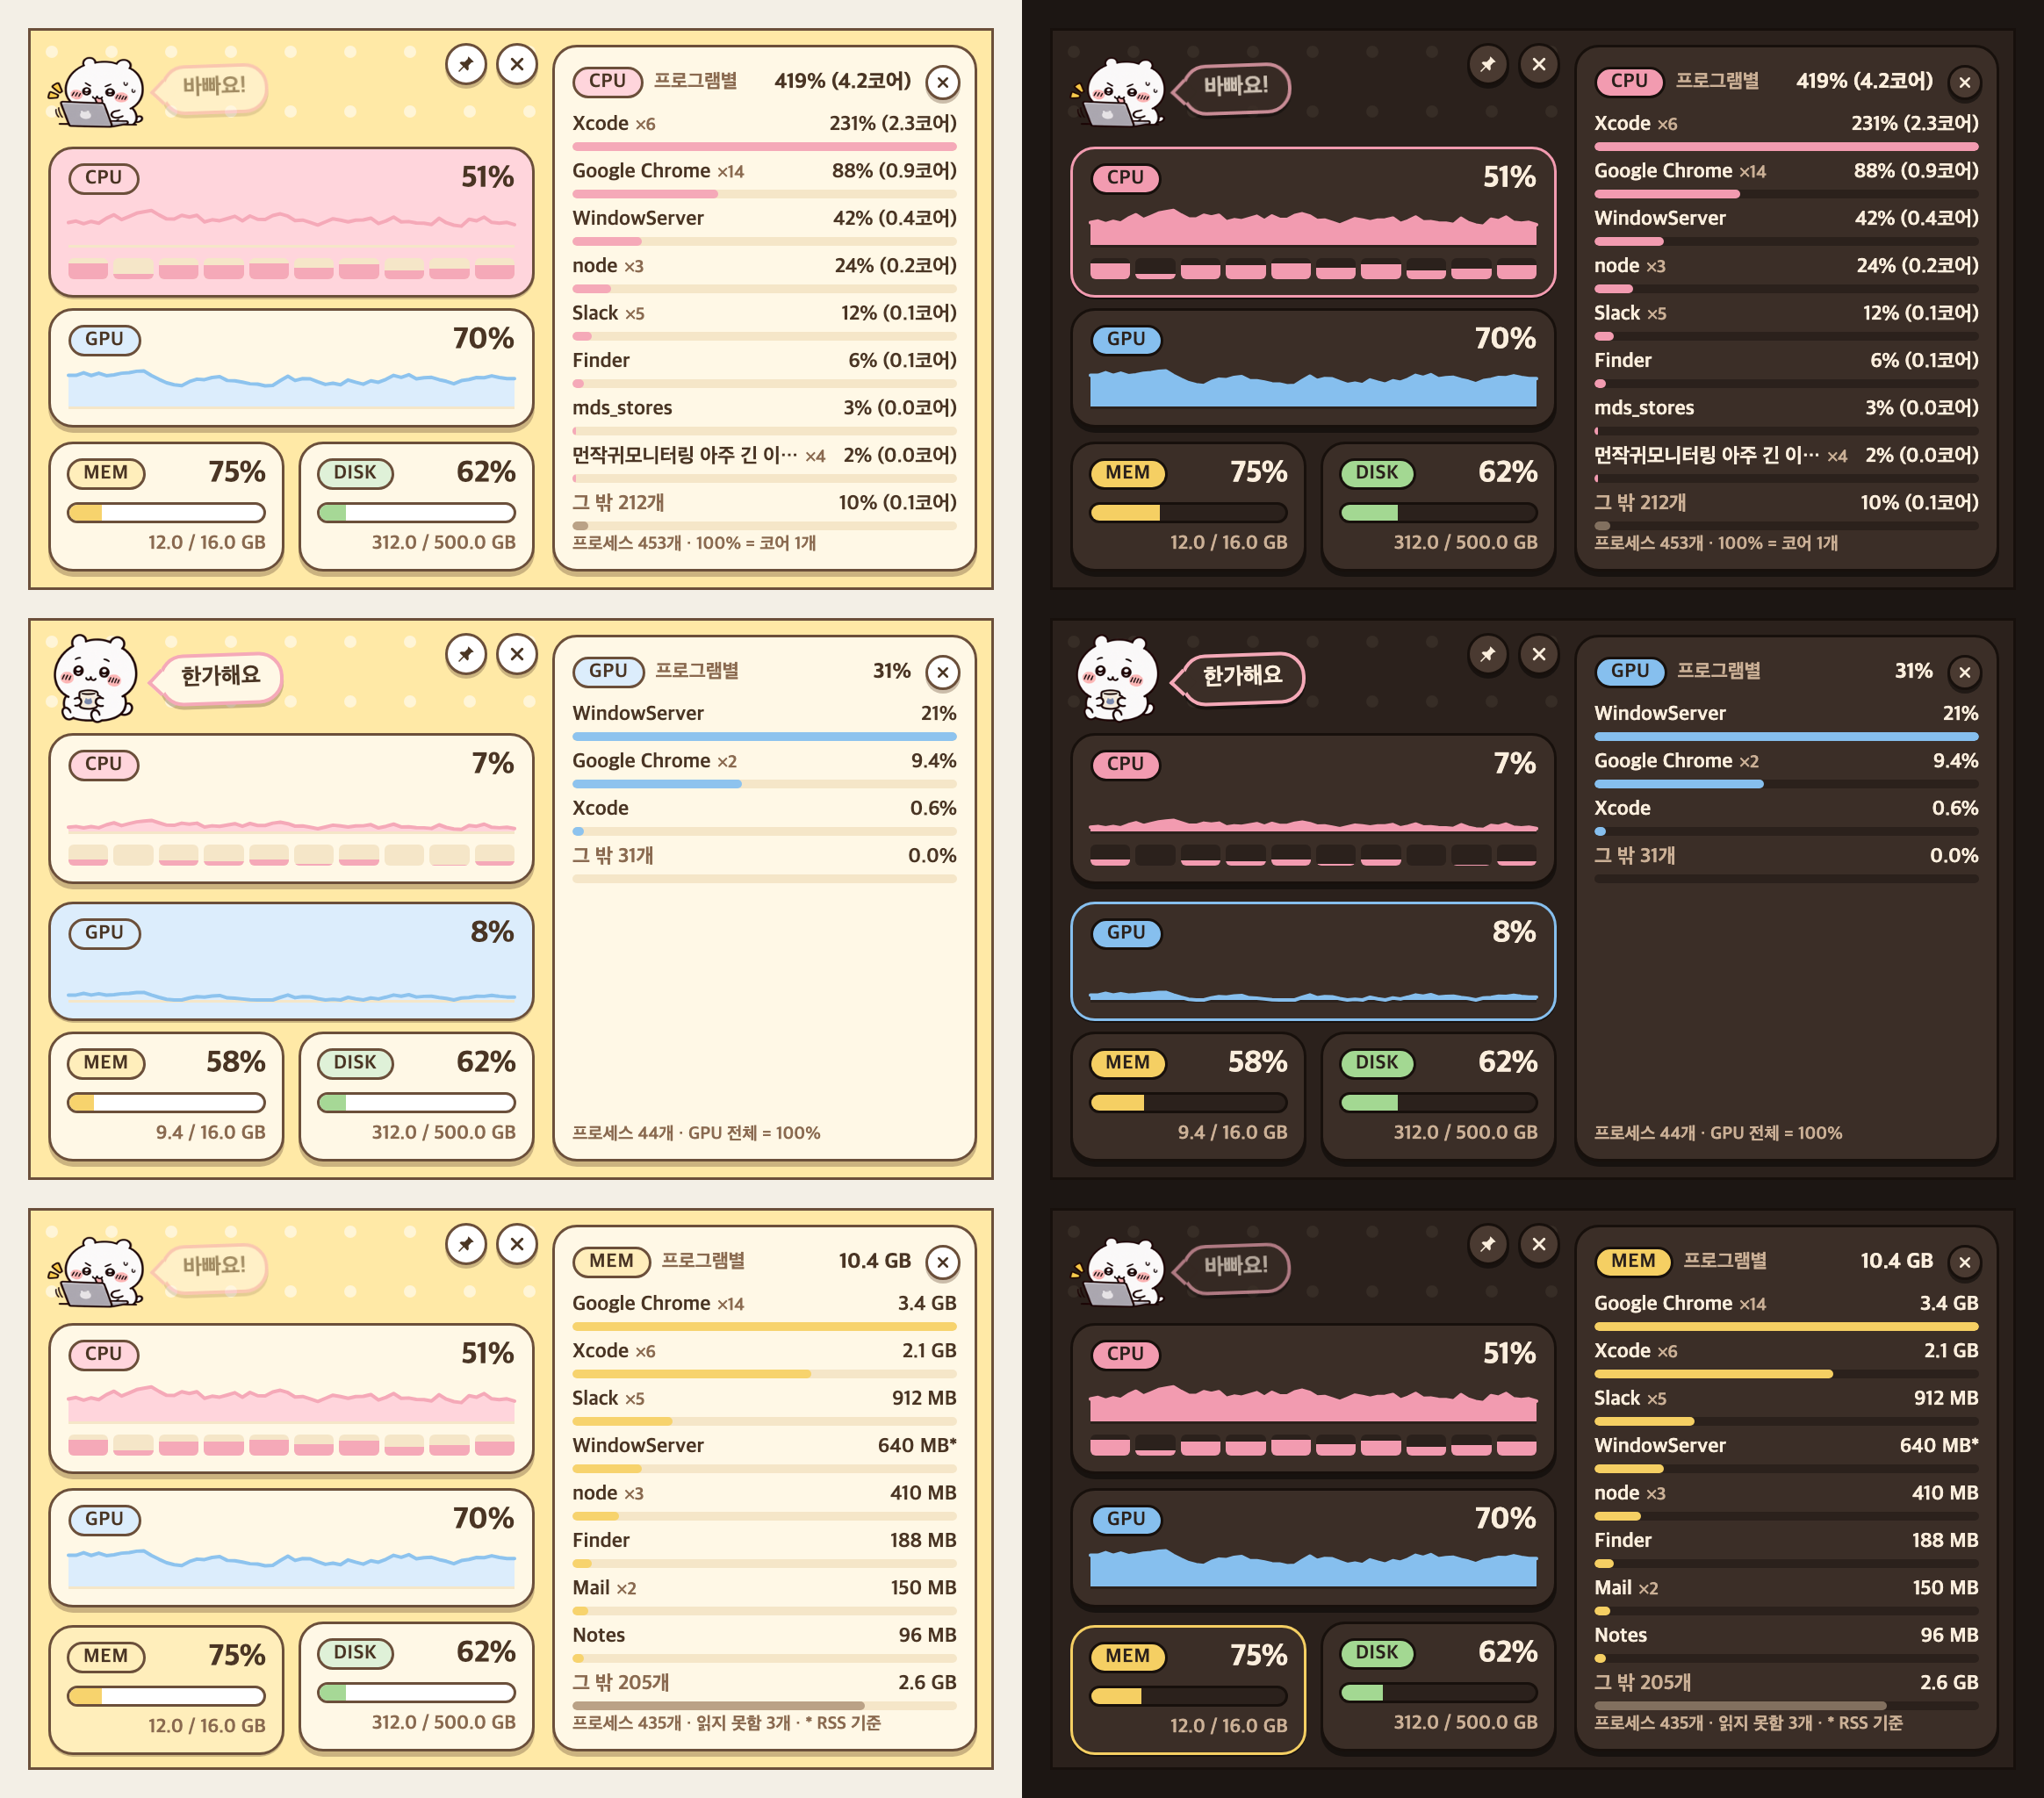 바빠요!
CPU
51%
GPU
70%
MEM
75%
12.0 / 16.0 GB
DISK
62%
312.0 / 500.0 GB
CPU 프로그램별 419% (4.2코어)
Xcode ×6 231% (2.3코어)
Google Chrome ×14 88% (0.9코어)
WindowServer 42% (0.4코어)
node ×3 24% (0.2코어)
Slack ×5 12% (0.1코어)
Finder 6% (0.1코어)
mds_stores 3% (0.0코어)
먼작귀모니터링 아주 긴 이… ×4 2% (0.0코어)
그 밖 212개 10% (0.1코어)
프로세스 453개 · 100% = 코어 1개
바빠요!
CPU
51%
GPU
70%
MEM
75%
12.0 / 16.0 GB
DISK
62%
312.0 / 500.0 GB
CPU 프로그램별 419% (4.2코어)
Xcode ×6 231% (2.3코어)
Google Chrome ×14 88% (0.9코어)
WindowServer 42% (0.4코어)
node ×3 24% (0.2코어)
Slack ×5 12% (0.1코어)
Finder 6% (0.1코어)
mds_stores 3% (0.0코어)
먼작귀모니터링 아주 긴 이… ×4 2% (0.0코어)
그 밖 212개 10% (0.1코어)
프로세스 453개 · 100% = 코어 1개
한가해요
CPU
7%
GPU
8%
MEM
58%
9.4 / 16.0 GB
DISK
62%
312.0 / 500.0 GB
GPU 프로그램별 31%
WindowServer 21%
Google Chrome ×2 9.4%
Xcode 0.6%
그 밖 31개 0.0%
프로세스 44개 · GPU 전체 = 100%
한가해요
CPU
7%
GPU
8%
MEM
58%
9.4 / 16.0 GB
DISK
62%
312.0 / 500.0 GB
GPU 프로그램별 31%
WindowServer 21%
Google Chrome ×2 9.4%
Xcode 0.6%
그 밖 31개 0.0%
프로세스 44개 · GPU 전체 = 100%
바빠요!
CPU
51%
GPU
70%
MEM
75%
12.0 / 16.0 GB
DISK
62%
312.0 / 500.0 GB
MEM 프로그램별 10.4 GB
Google Chrome ×14 3.4 GB
Xcode ×6 2.1 GB
Slack ×5 912 MB
WindowServer 640 MB*
node ×3 410 MB
Finder 188 MB
Mail ×2 150 MB
Notes 96 MB
그 밖 205개 2.6 GB
프로세스 435개 · 읽지 못함 3개 · * RSS 기준
바빠요!
CPU
51%
GPU
70%
MEM
75%
12.0 / 16.0 GB
DISK
62%
312.0 / 500.0 GB
MEM 프로그램별 10.4 GB
Google Chrome ×14 3.4 GB
Xcode ×6 2.1 GB
Slack ×5 912 MB
WindowServer 640 MB*
node ×3 410 MB
Finder 188 MB
Mail ×2 150 MB
Notes 96 MB
그 밖 205개 2.6 GB
프로세스 435개 · 읽지 못함 3개 · * RSS 기준